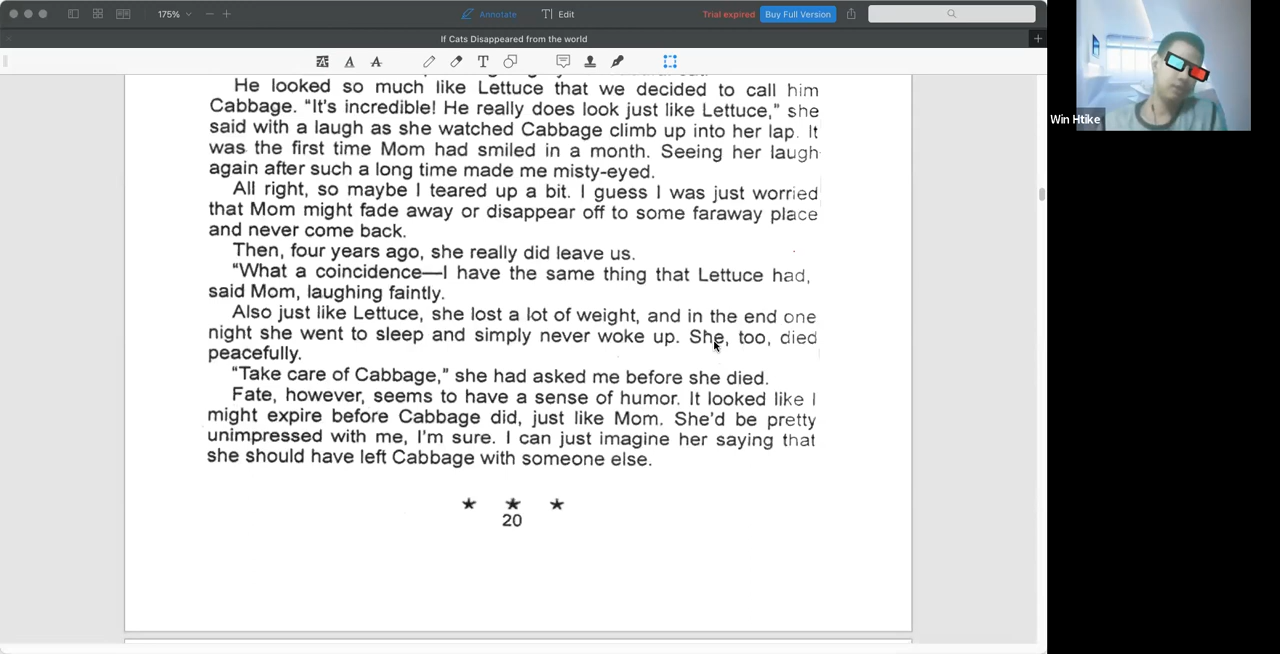 175%
Annotate
Edit
Trial expired
Buy Full Version
If Cats Disappeared from the world
He looked so much like Lettuce that we decided to call him
Cabbage. “It’s incredible! He really does look just like Lettuce,” she
said with a laugh as she watched Cabbage climb up into her lap. It
was the first time Mom had smiled in a month. Seeing her laugh
again after such a long time made me misty-eyed.
All right, so maybe I teared up a bit. I guess I was just worried
that Mom might fade away or disappear off to some faraway place
and never come back.
Then, four years ago, she really did leave us.
“What a coincidence—I have the same thing that Lettuce had,
said Mom, laughing faintly.
Also just like Lettuce, she lost a lot of weight, and in the end one
night she went to sleep and simply never woke up. She, too, died
peacefully.
“Take care of Cabbage,” she had asked me before she died.
Fate, however, seems to have a sense of humor. It looked like I
might expire before Cabbage did, just like Mom. She’d be pretty
unimpressed with me, I’m sure. I can just imagine her saying that
she should have left Cabbage with someone else.
★ ★ ★
20
Win Htike